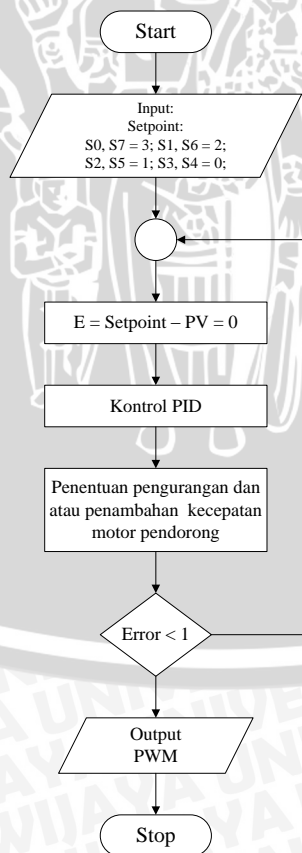 Start
Input:
Setpoint:
S0, S7 = 3; S1, S6 = 2;
S2, S5 = 1; S3, S4 = 0;
E = Setpoint – PV = 0
Kontrol PID
Penentuan pengurangan dan
atau penambahan kecepatan
motor pendorong
Error < 1
Output
PWM
Stop